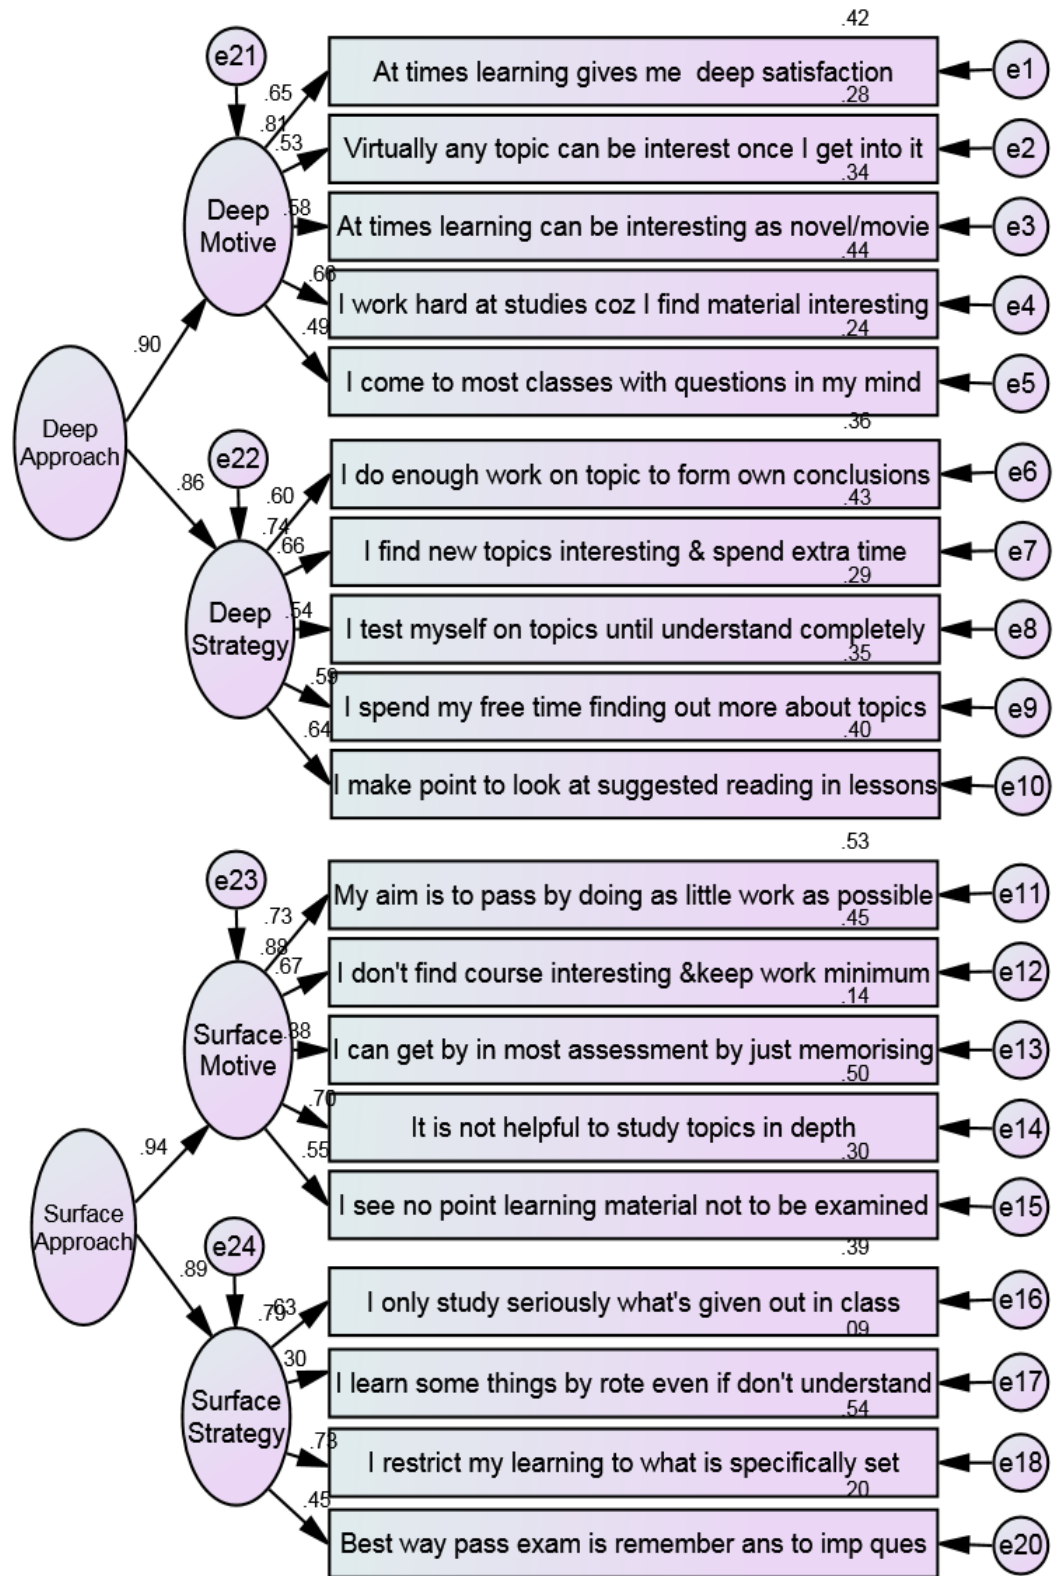 .42
e21
At times learning gives me  deep satisfaction
e1
.65
.28
.81
.53
Virtually any topic can be interest once I get into it
e2
.34
Deep
Motive
.58
At times learning can be interesting as novel/movie
e3
.44
.66
I work hard at studies coz I find material interesting
e4
.24
.49
.90
I come to most classes with questions in my mind
e5
.36
Deep
Approach
e22
I do enough work on topic to form own conclusions
e6
.86
.60
.43
.74
.66
I find new topics interesting & spend extra time
e7
.29
Deep
Strategy
.54
I test myself on topics until understand completely
e8
.35
.59
I spend my free time finding out more about topics
e9
.40
.64
I make point to look at suggested reading in lessons
e10
.53
e23
My aim is to pass by doing as little work as possible
e11
.73
.45
.88
.67
I don't find course interesting &keep work minimum
e12
.14
Surface
Motive
.38
I can get by in most assessment by just memorising
e13
.50
.70
It is not helpful to study topics in depth
e14
.30
.94
.55
I see no point learning material not to be examined
e15
Surface
Approach
e24
.39
.89
I only study seriously what's given out in class
e16
.79
.63
.09
.30
I learn some things by rote even if don't understand
e17
.54
Surface
Strategy
.73
I restrict my learning to what is specifically set
e18
.20
.45
Best way pass exam is remember ans to imp ques
e20